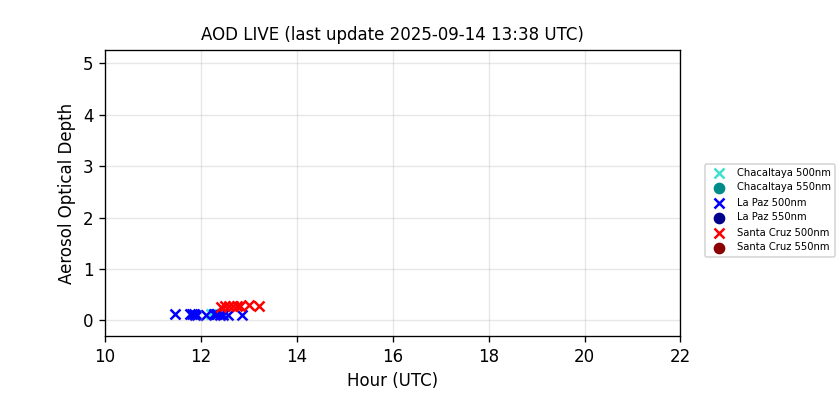 AOD LIVE (last update 2025-09-14 13:38 UTC)
5
4
3
2
1
0
Aerosol Optical Depth
10 12 14 16 18 20 22
Hour (UTC)
Chacaltaya 500nm
Chacaltaya 550nm
La Paz 500nm
La Paz 550nm
Santa Cruz 500nm
Santa Cruz 550nm